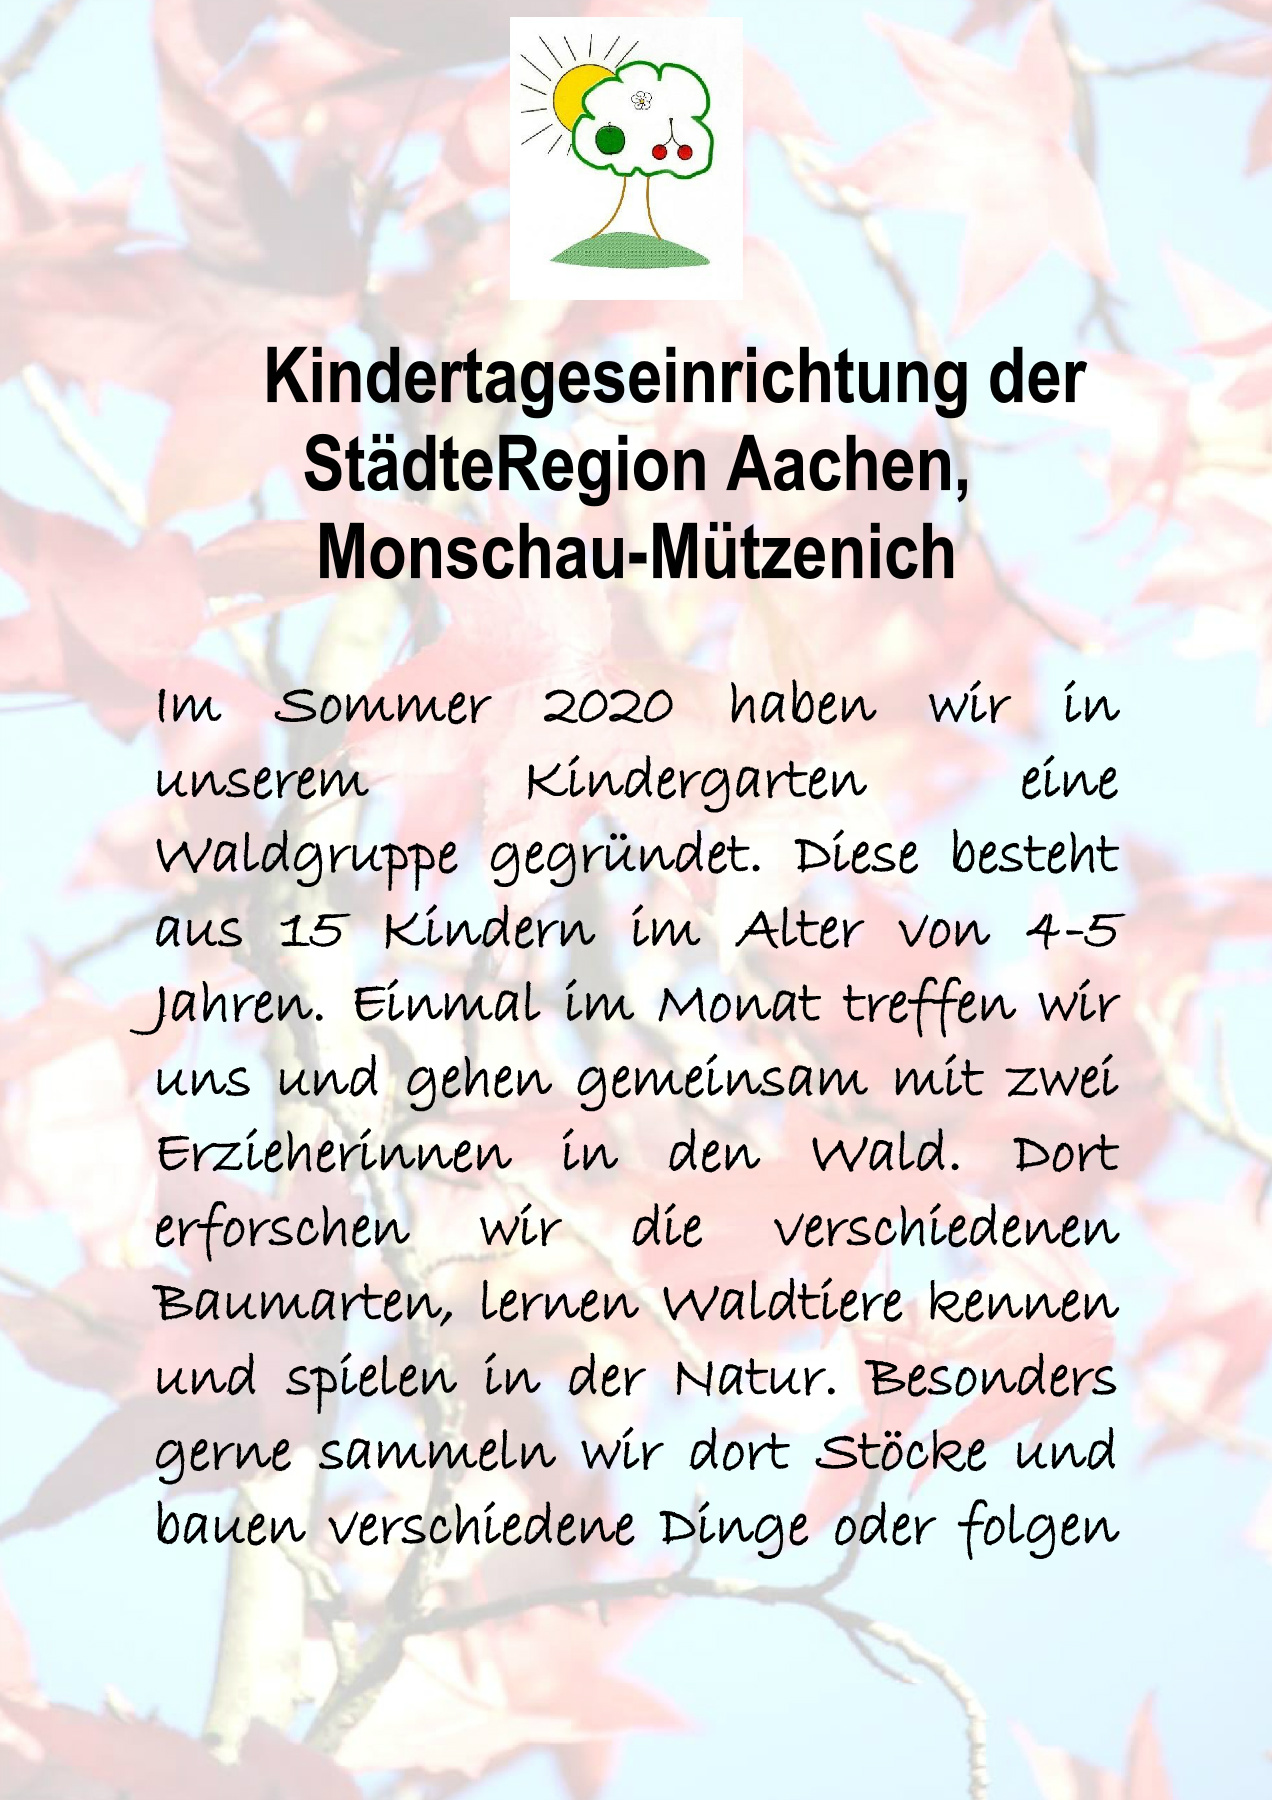 Kindertageseinrichtung der
StädteRegion Aachen,
Monschau-Mützenich
Im Sommer 2020 haben wir in
unserem Kindergarten eine
Waldgruppe gegründet. Diese besteht
aus 15 Kindern im Alter von 4-5
Jahren. Einmal im Monat treffen wir
uns und gehen gemeinsam mit zwei
Erzieherinnen in den Wald. Dort
erforschen wir die verschiedenen
Baumarten, lernen Waldtiere kennen
und spielen in der Natur. Besonders
gerne sammeln wir dort Stöcke und
bauen verschiedene Dinge oder folgen